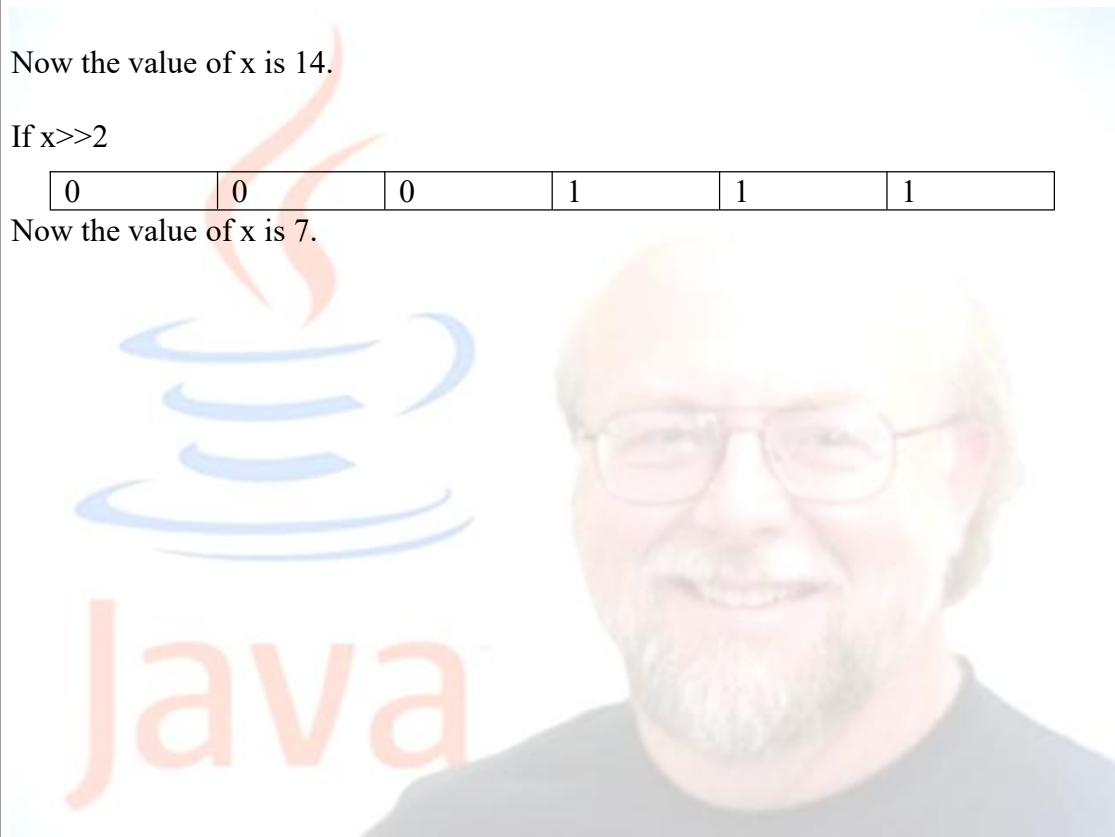 Now the value of x is 14.
If x>>2
0 0 0 1 1 1
Now the value of x is 7.
Java